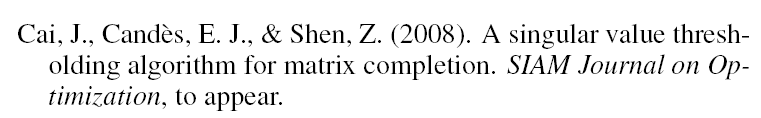 Cai, J., Candès, E. J., & Shen, Z. (2008). A singular value thresh-
olding algorithm for matrix completion. SIAM Journal on Op-
timization, to appear.